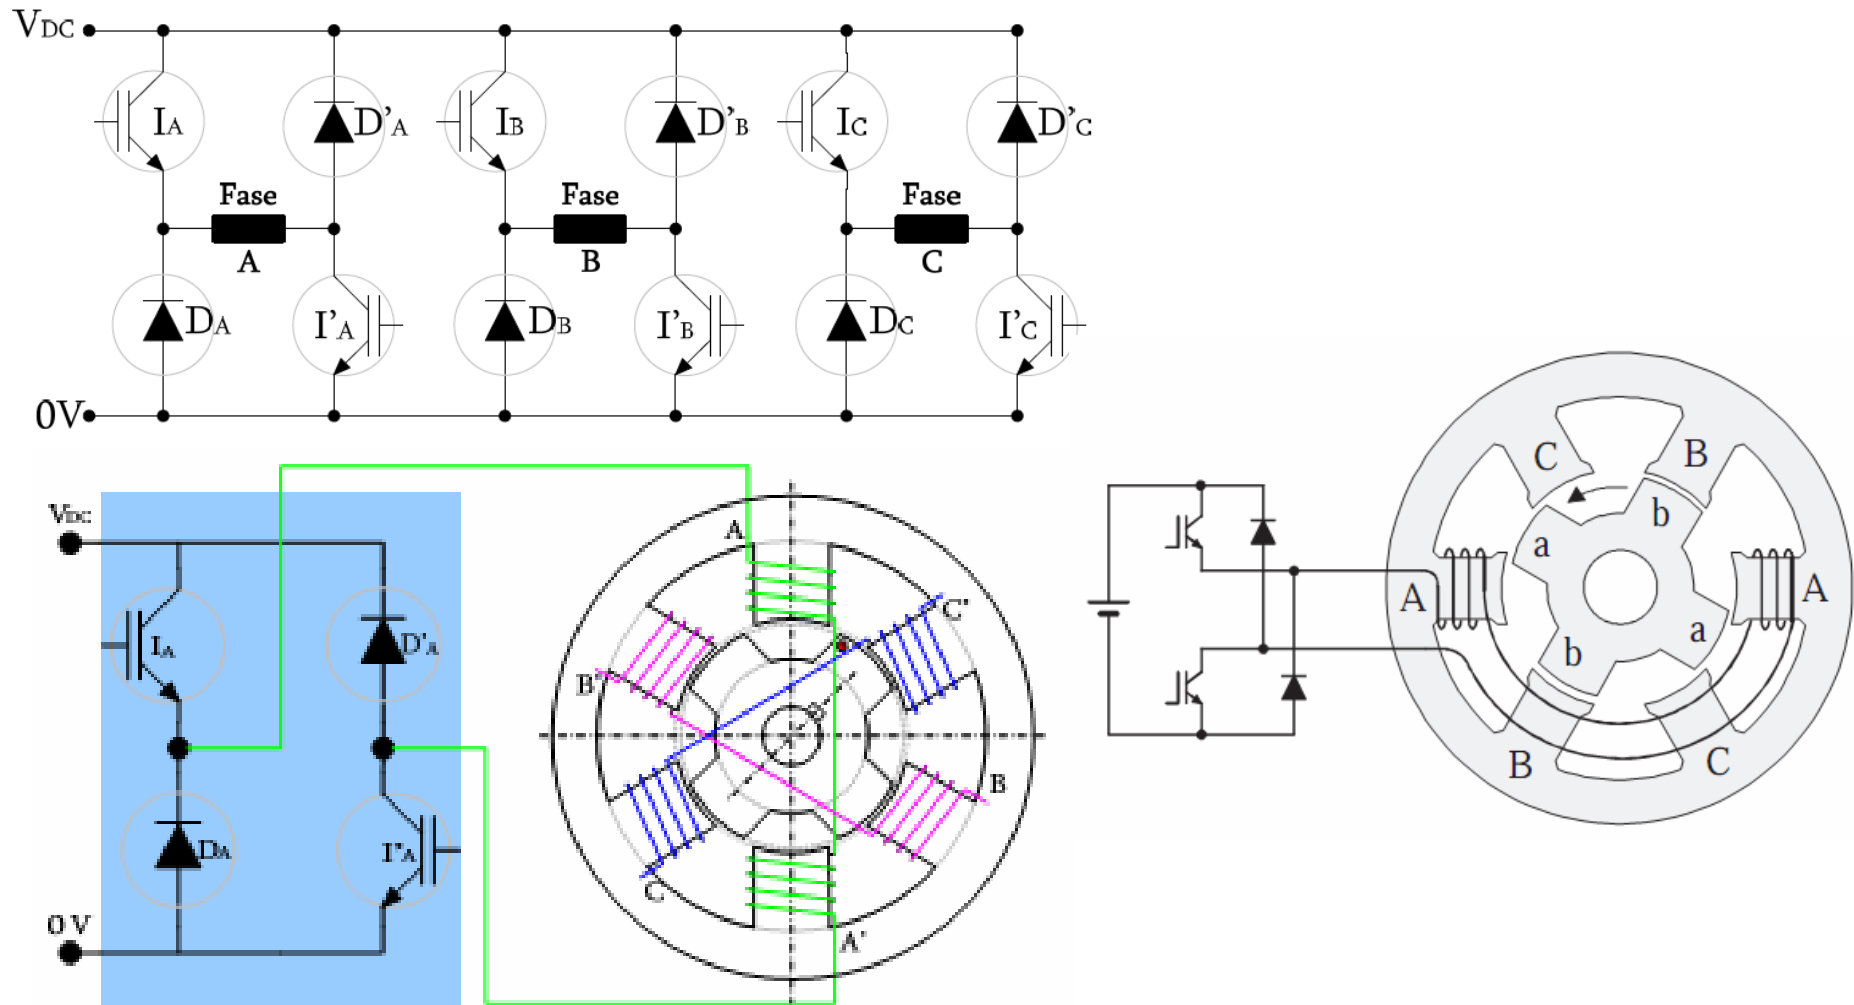 VDC
IA D'A IB D'B IC D'C
Fase Fase Fase
A B C
DA I'A DB I'B DC I'C
0V
VDC
IA D'A
DA I'A
0 V
A
C'
B'
B
C
A'
C B
b
a
A A
a
b
B C